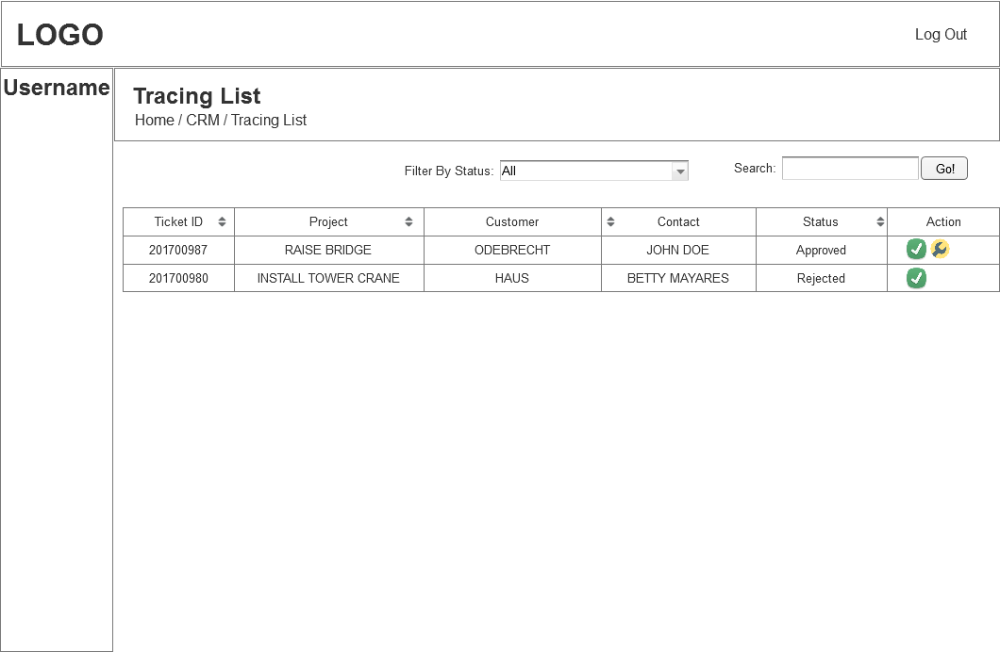 LOGO
Log Out
Username
Tracing List
Home / CRM / Tracing List
Filter By Status: All
Search: Go!
Ticket ID Project Customer Contact Status Action
201700987 RAISE BRIDGE ODEBRECHT JOHN DOE Approved
201700980 INSTALL TOWER CRANE HAUS BETTY MAYARES Rejected